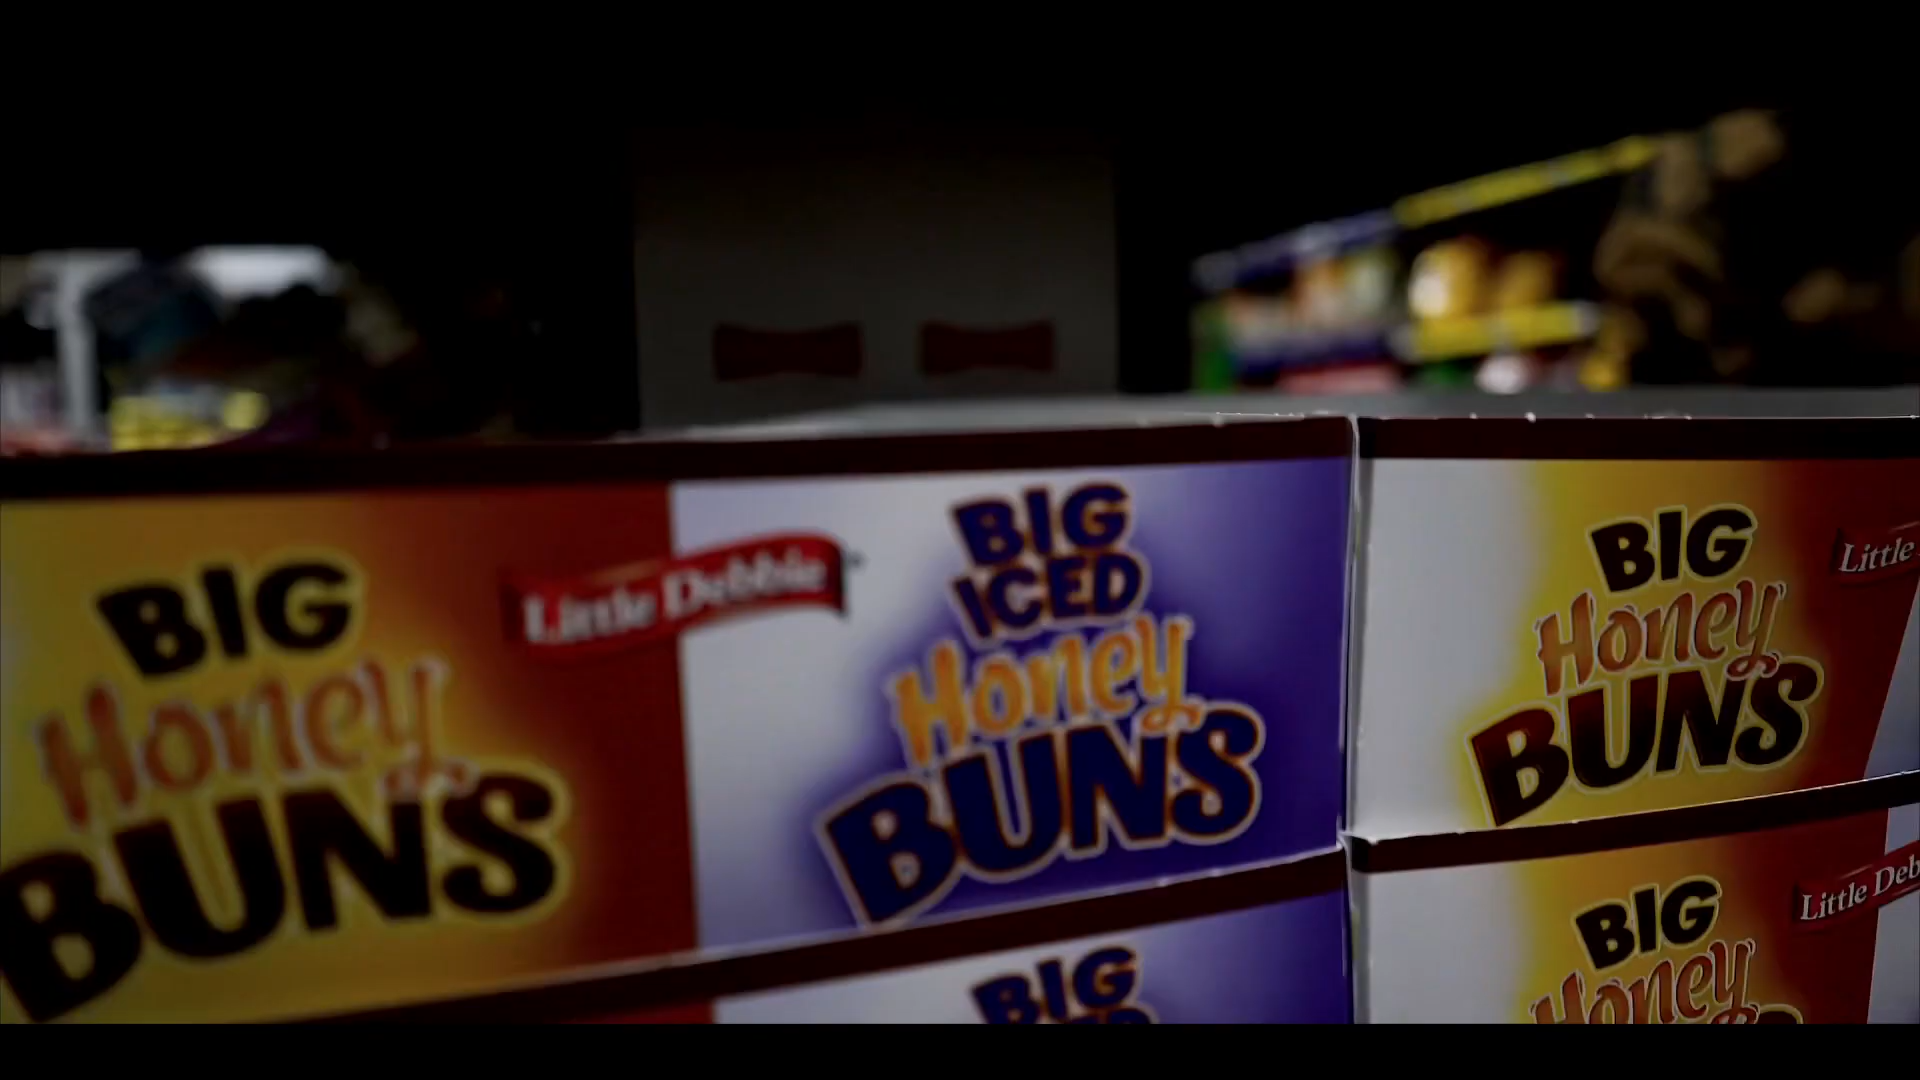 BIG
Honey
BUNS
Little Debbie
BIG
ICED
Honey
BUNS
BIG
Honey
BUNS
Little
BIG
BIG
Honey
Little Deb